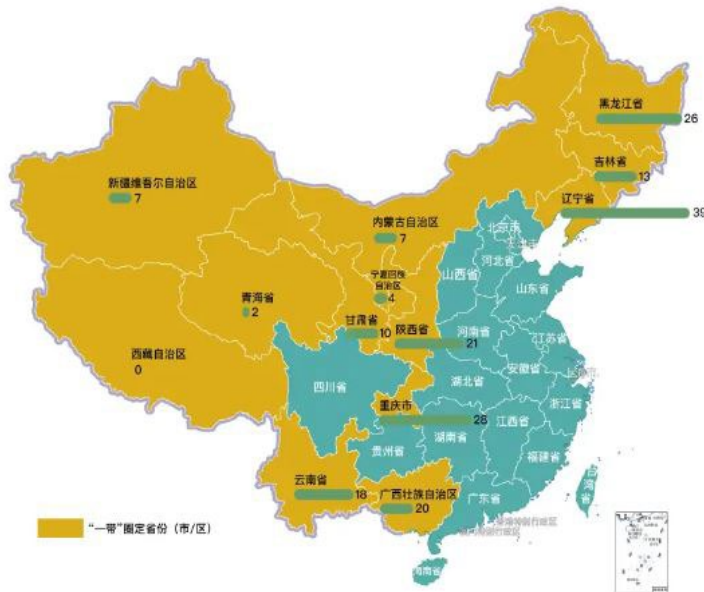 黑龙江省
26
吉林省
13
辽宁省
39
新疆维吾尔自治区
7
内蒙古自治区
7
北京市
河北省
山西省
山东省
宁夏回族
自治区
4
青海省
2
甘肃省
10
陕西省
21
河南省
江苏省
西藏自治区
0
四川省
安徽省
湖北省
重庆市
28
浙江省
江西省
湖南省
贵州省
福建省
云南省
18
广西壮族自治区
20
广东省
台湾省
海南省
“一带”圈定省份（市/区）